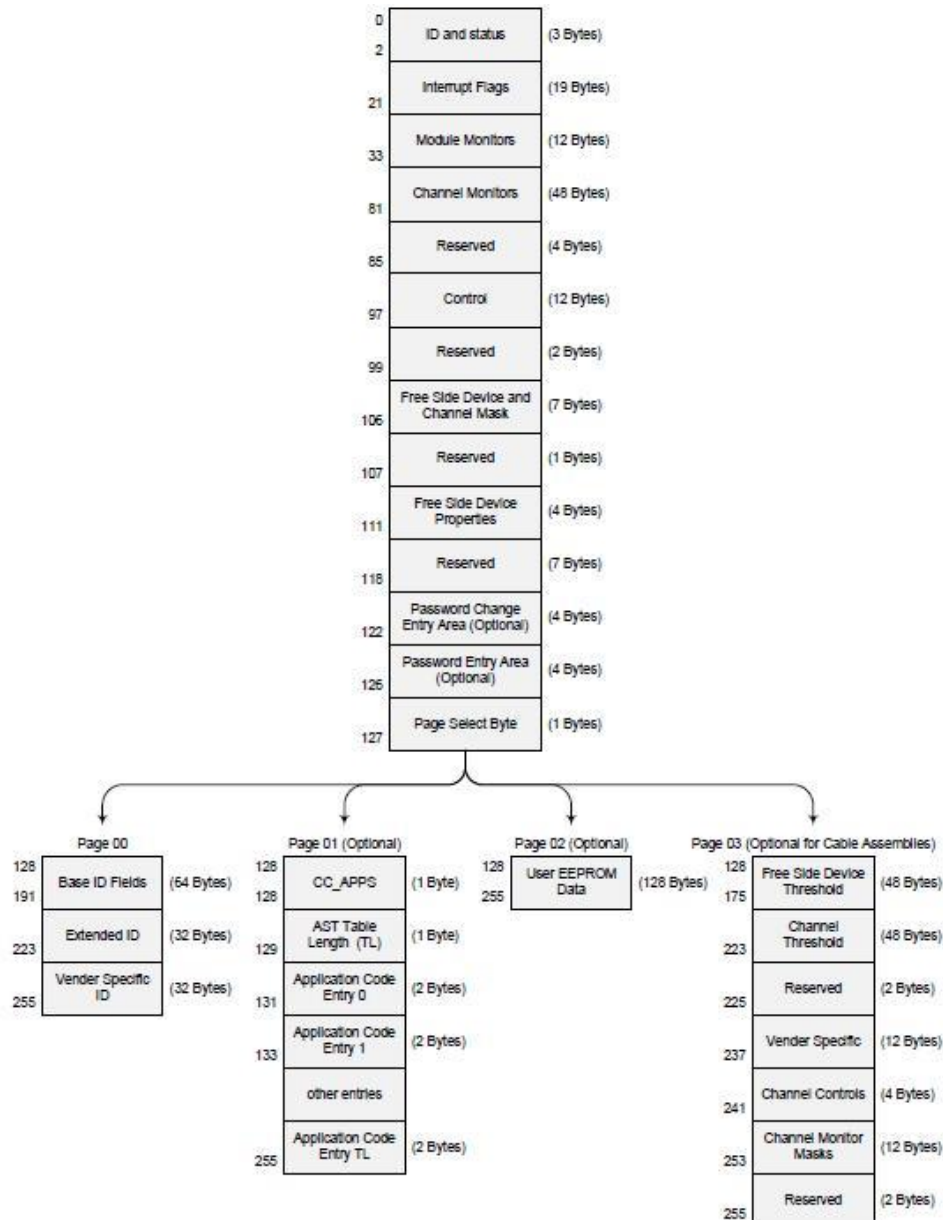 0
ID and status (3 Bytes)
2
Interrupt Flags (19 Bytes)
21
Module Monitors (12 Bytes)
33
Channel Monitors (48 Bytes)
81
Reserved (4 Bytes)
85
Control (12 Bytes)
97
Reserved (2 Bytes)
99
Free Side Device and
Channel Mask (7 Bytes)
106
Reserved (1 Bytes)
107
Free Side Device
Properties (4 Bytes)
111
Reserved (7 Bytes)
118
Password Change
Entry Area (Optional) (4 Bytes)
122
Password Entry Area
(Optional) (4 Bytes)
126
Page Select Byte (1 Bytes)
127
Page 00
128
Base ID Fields (64 Bytes)
191
Extended ID (32 Bytes)
223
Vender Specific
ID (32 Bytes)
255
Page 01 (Optional)
128
CC_APPS (1 Byte)
128
AST Table
Length (TL) (1 Byte)
129
Application Code
Entry 0 (2 Bytes)
131
Application Code
Entry 1 (2 Bytes)
133
other entries
Application Code
Entry TL (2 Bytes)
255
Page 02 (Optional)
128
User EEPROM
Data (128 Bytes)
255
Page 03 (Optional for Cable Assemblies)
128
Free Side Device
Threshold (48 Bytes)
175
Channel
Threshold (48 Bytes)
223
Reserved (2 Bytes)
225
Vender Specific (12 Bytes)
237
Channel Controls (4 Bytes)
241
Channel Monitor
Masks (12 Bytes)
253
Reserved (2 Bytes)
255